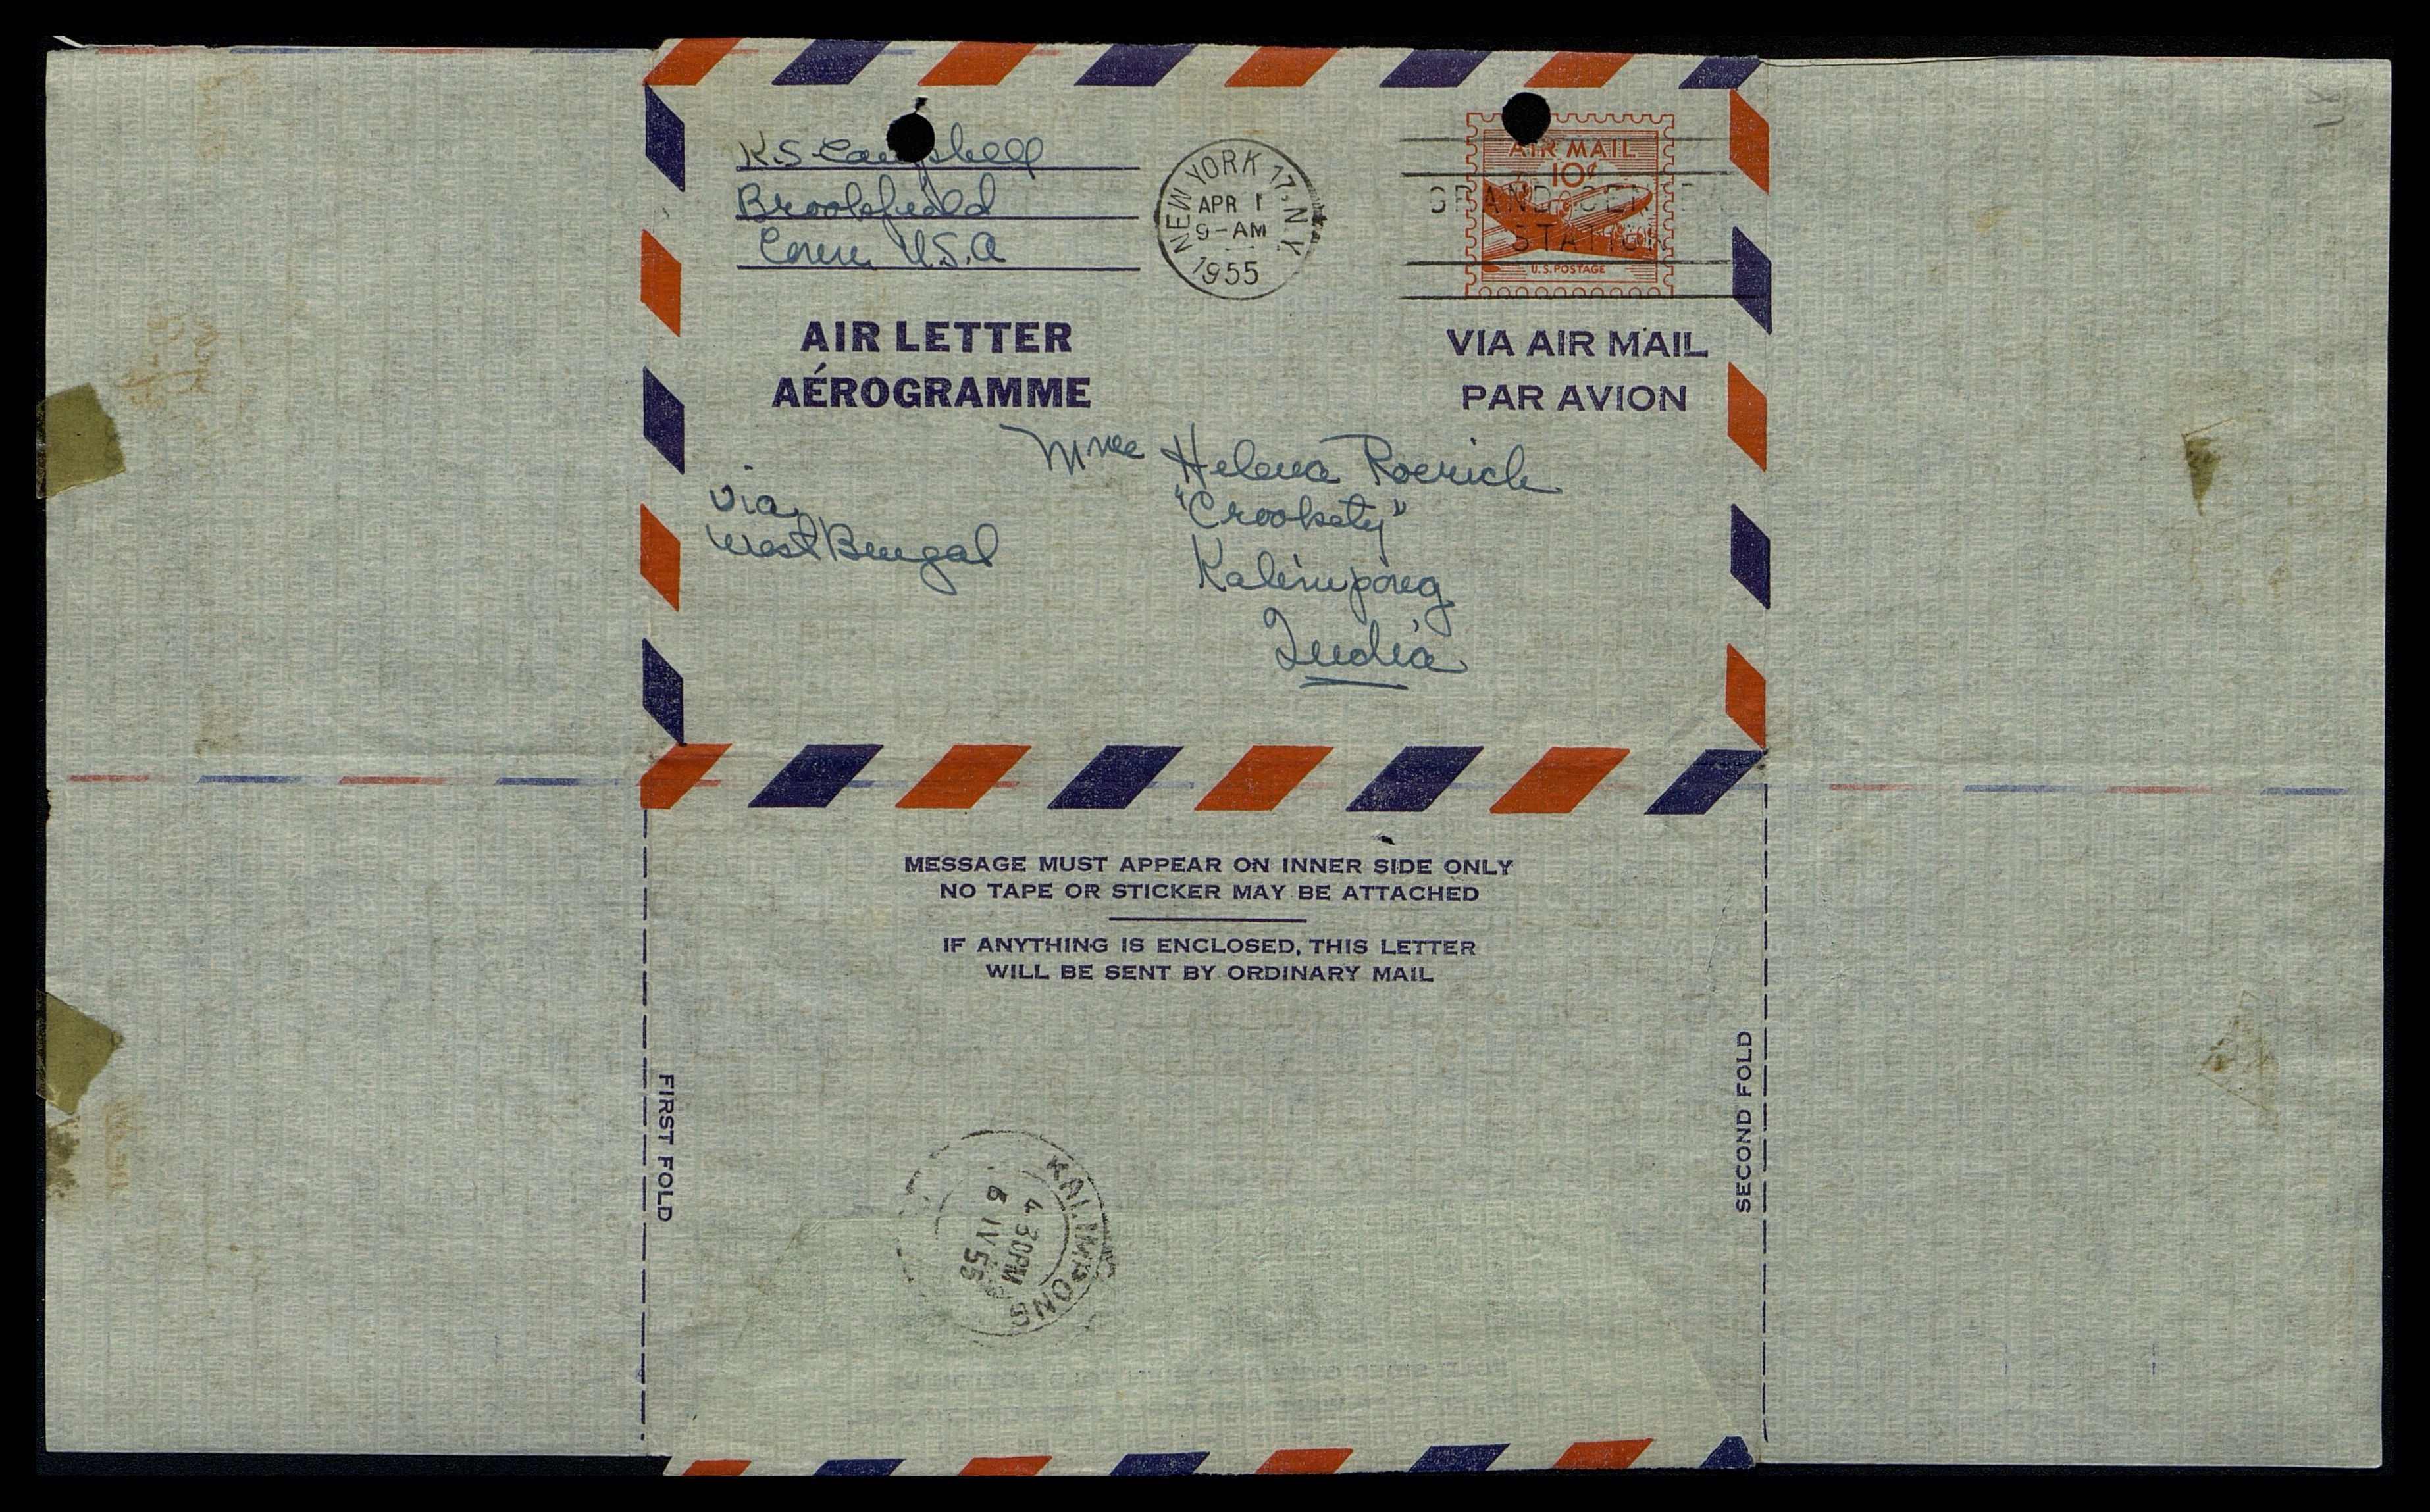 K.S Campbell
Brookfield
Conn. U.S.A
NEW YORK 17, N.Y.
APR 1
9-AM
1955
GRAND CEN
STATION
AIR MAIL
10¢
U.S. POSTAGE
AIR LETTER
AÉROGRAMME
VIA AIR MAIL
PAR AVION
Mme Helena Roerich
"Crookety"
Kalimpong
India
via
West Bengal
MESSAGE MUST APPEAR ON INNER SIDE ONLY
NO TAPE OR STICKER MAY BE ATTACHED
IF ANYTHING IS ENCLOSED, THIS LETTER
WILL BE SENT BY ORDINARY MAIL
FIRST FOLD
SECOND FOLD
KALIMPONG
4 30PM
6 IV 55